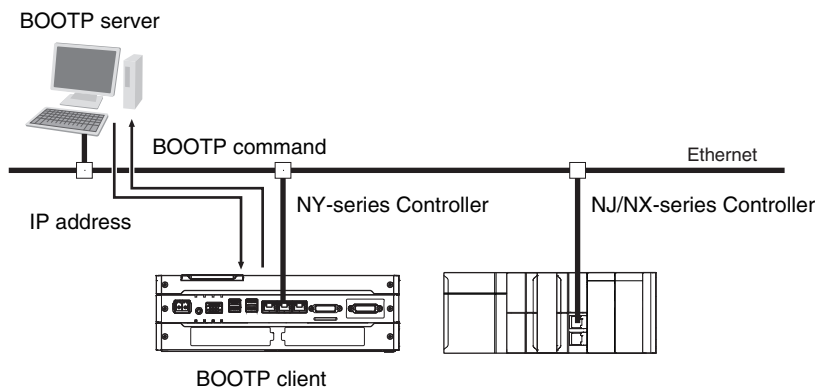 BOOTP server
BOOTP command
Ethernet
IP address
NY-series Controller
NJ/NX-series Controller
BOOTP client